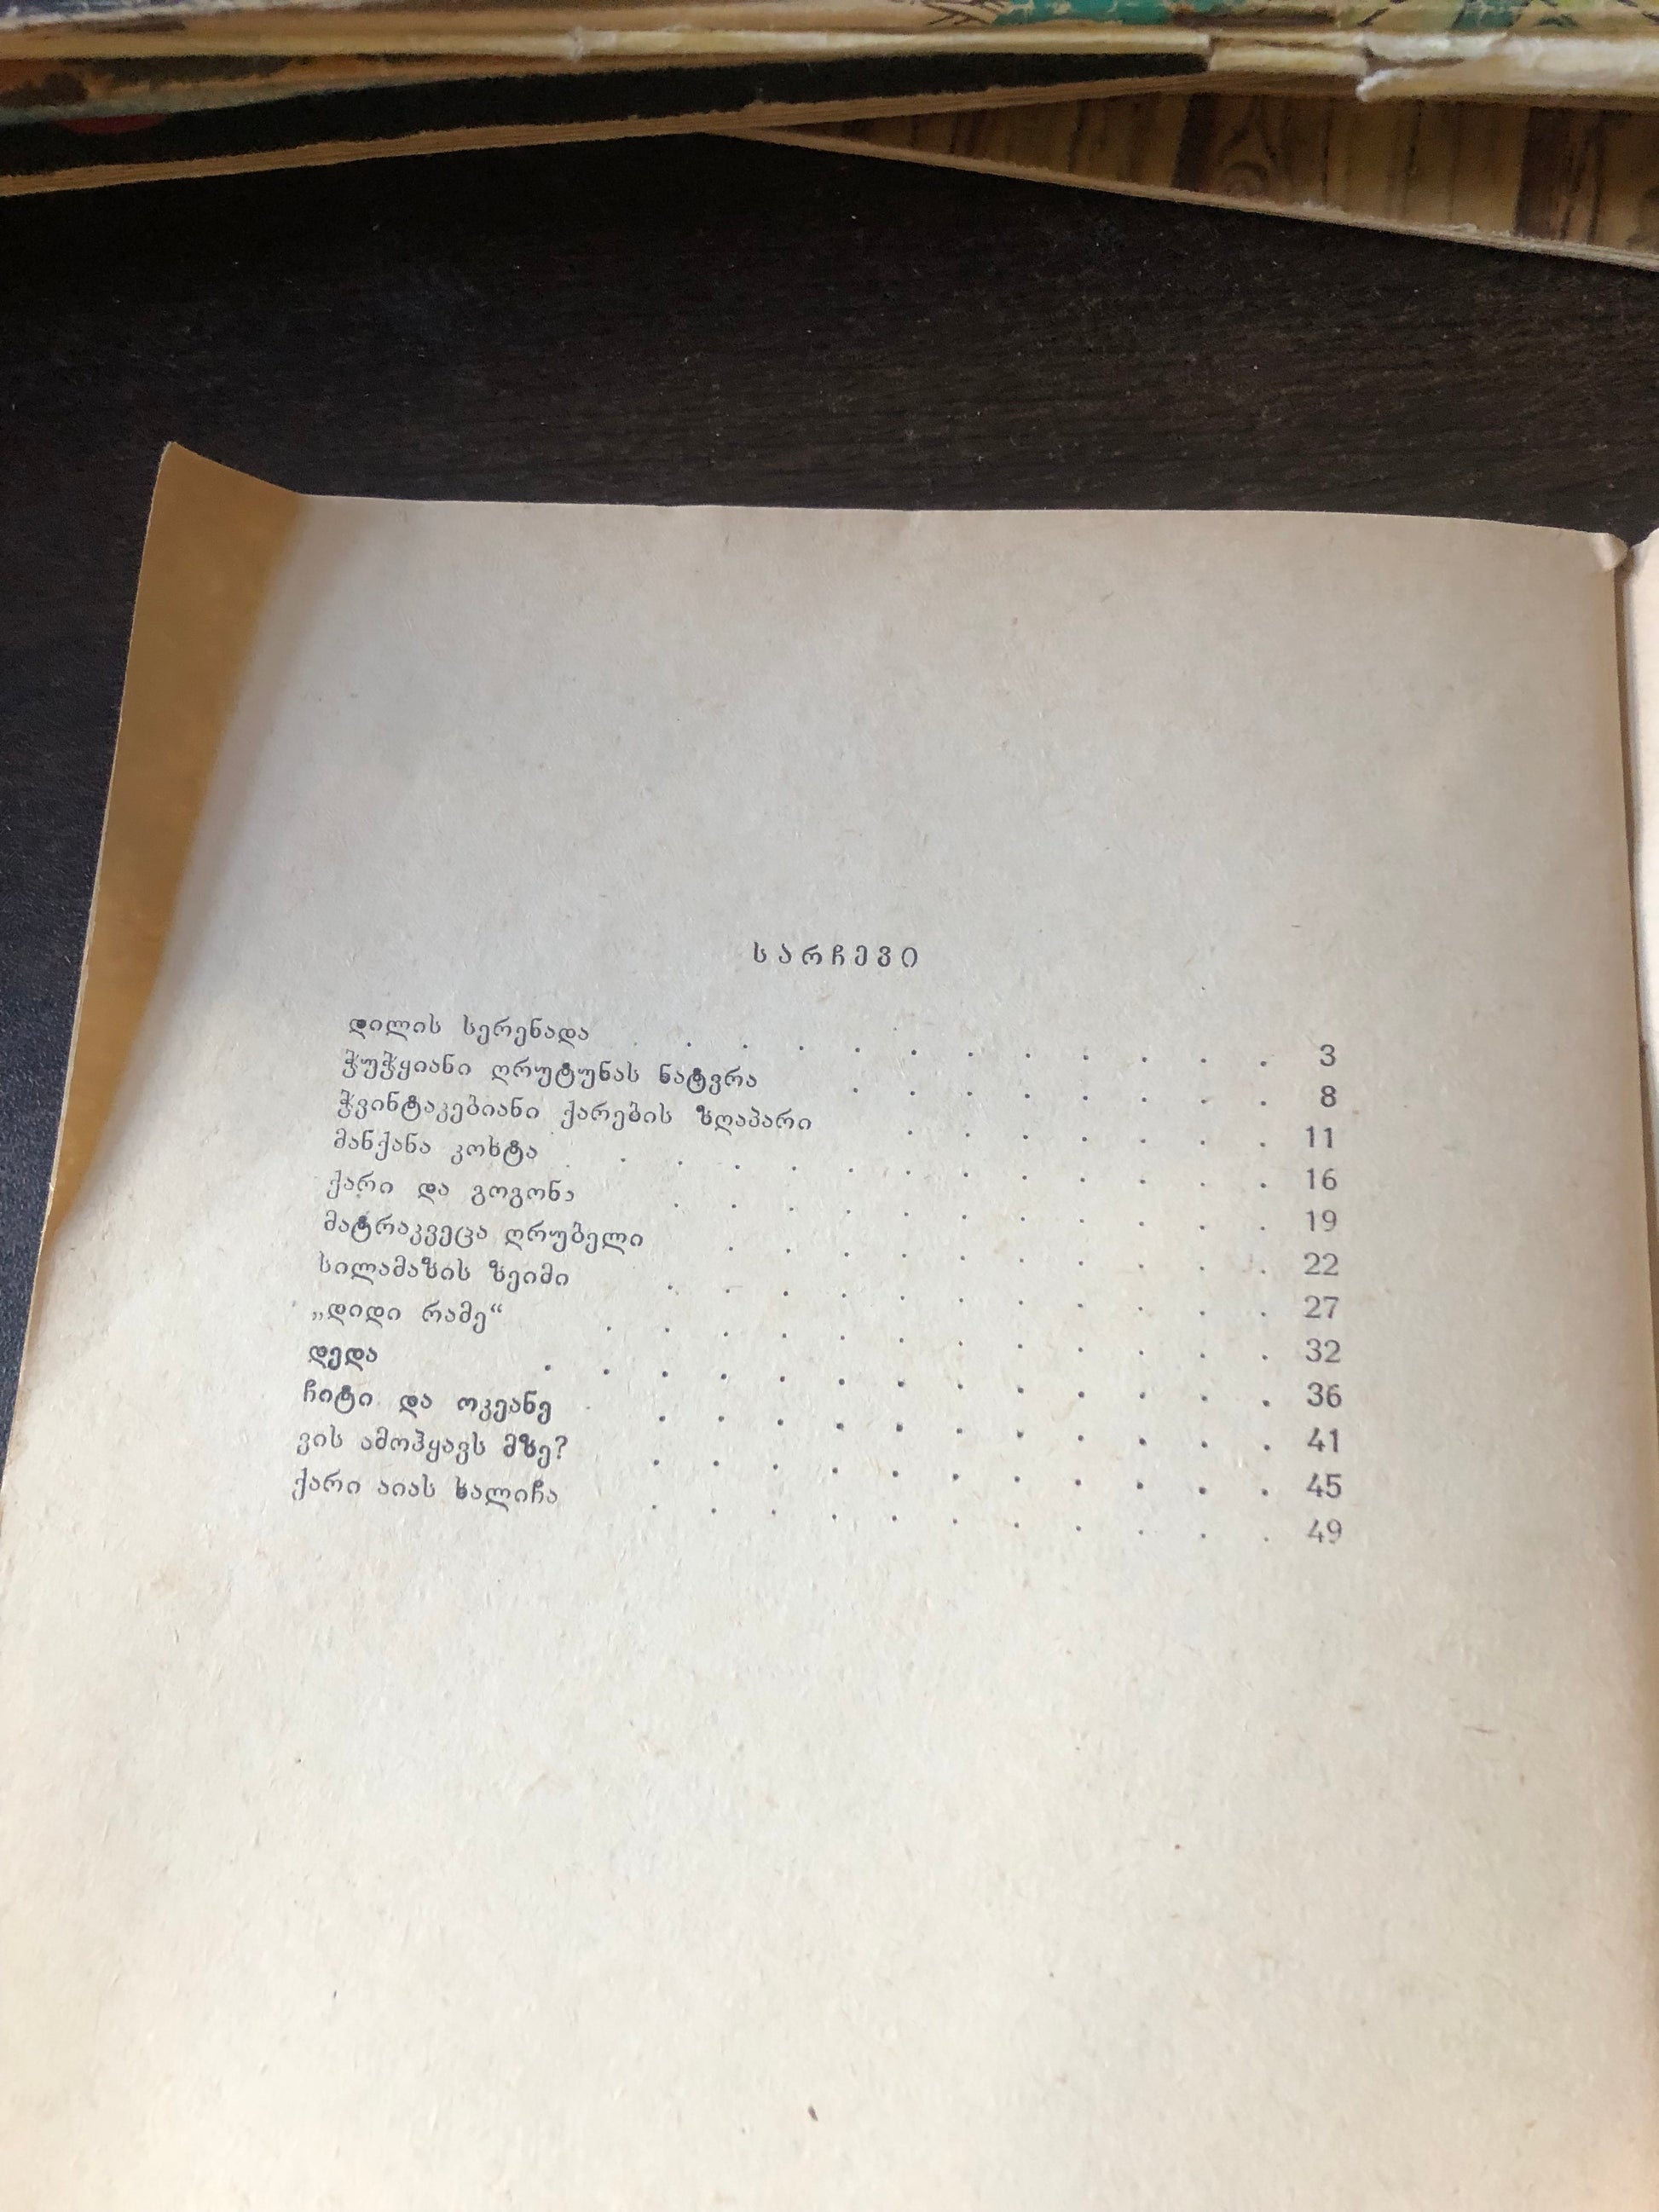 სარჩევი
დილის სერენადა . . . . . . . . . . . . 3
ჭუჭყიანი ღრუტუნას ნატვრა . . . . . . . . 8
ჭვინტაკებიანი ქარების ზღაპარი . . . . . . . 11
მანქანა კოხტა . . . . . . . . . . . . 16
ქარი და გოგონა . . . . . . . . . . . 19
მატრაკვეცა ღრუბელი . . . . . . . . . . 22
სილამაზის ზეიმი . . . . . . . . . . . 27
„დიდი რამე“ . . . . . . . . . . . . 32
დედა . . . . . . . . . . . . . 36
ჩიტი და ოკეანე . . . . . . . . . . . 41
ვის ამოჰყავს მზე? . . . . . . . . . . . 45
ქარი აიას ხალიჩა . . . . . . . . . . . 49